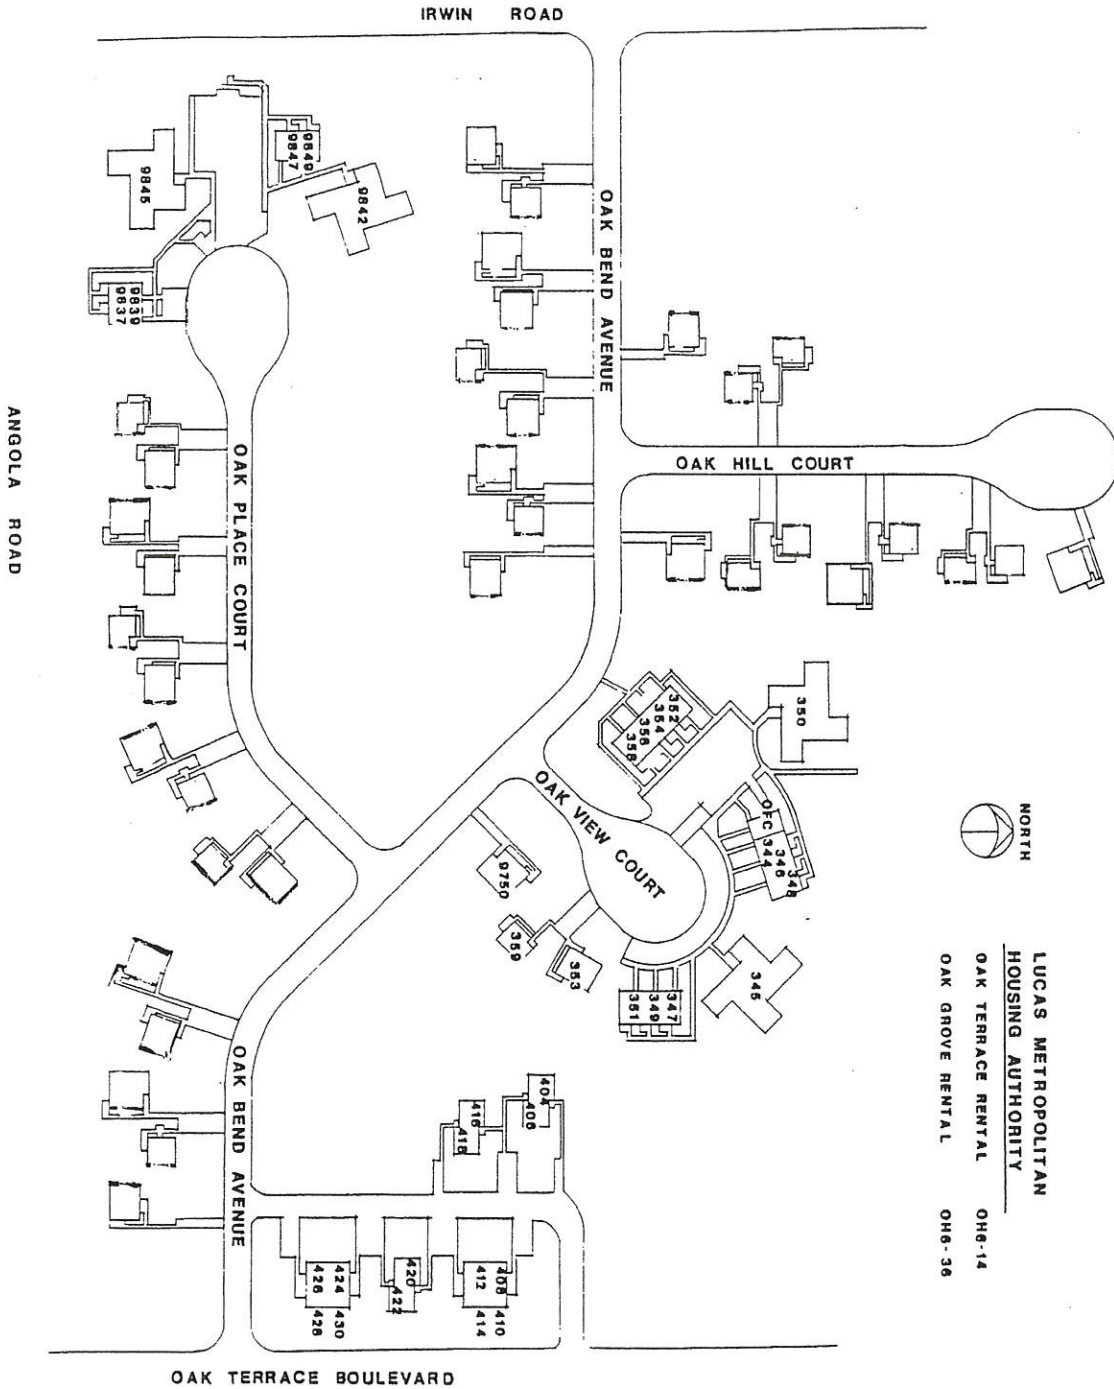 IRWIN ROAD
9849
9847
9845
9842
9839
9837
OAK BEND AVENUE
OAK HILL COURT
ANGOLA ROAD
OAK PLACE COURT
352
354
356
358
350
OAK VIEW COURT
OFC
344
346
348
9750
359
353
345
347
349
351
NORTH
LUCAS METROPOLITAN
HOUSING AUTHORITY
OAK TERRACE RENTAL OH6-14
OAK GROVE RENTAL OH6-36
OAK BEND AVENUE
404
406
416
418
408
412
410
414
420
422
424
426
430
428
OAK TERRACE BOULEVARD